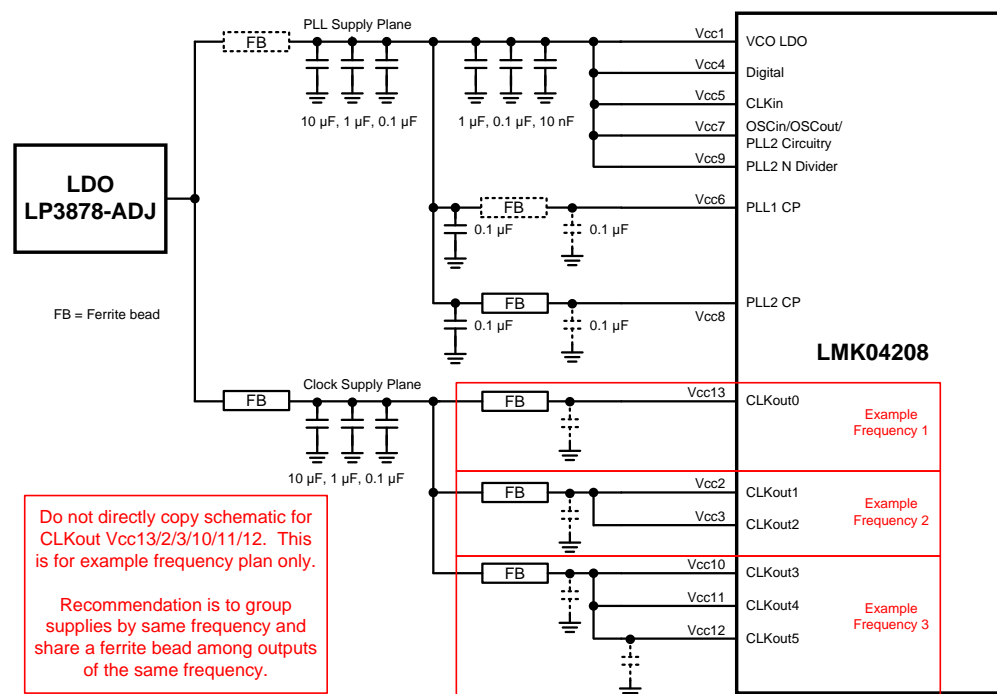 PLL Supply Plane
FB
10 µF, 1 µF, 0.1 µF
1 µF, 0.1 µF, 10 nF
Vcc1
VCO LDO
Vcc4
Digital
Vcc5
CLKin
Vcc7
OSCin/OSCout/
PLL2 Circuitry
Vcc9
PLL2 N Divider
LDO
LP3878-ADJ
FB
0.1 µF
0.1 µF
Vcc6
PLL1 CP
FB = Ferrite bead
FB
0.1 µF
0.1 µF
Vcc8
PLL2 CP
LMK04208
Clock Supply Plane
FB
10 µF, 1 µF, 0.1 µF
FB
Vcc13
CLKout0
Example
Frequency 1
FB
Vcc2
CLKout1
Vcc3
CLKout2
Example
Frequency 2
FB
Vcc10
CLKout3
Vcc11
CLKout4
Vcc12
CLKout5
Example
Frequency 3
Do not directly copy schematic for
CLKout Vcc13/2/3/10/11/12. This
is for example frequency plan only.
Recommendation is to group
supplies by same frequency and
share a ferrite bead among outputs
of the same frequency.